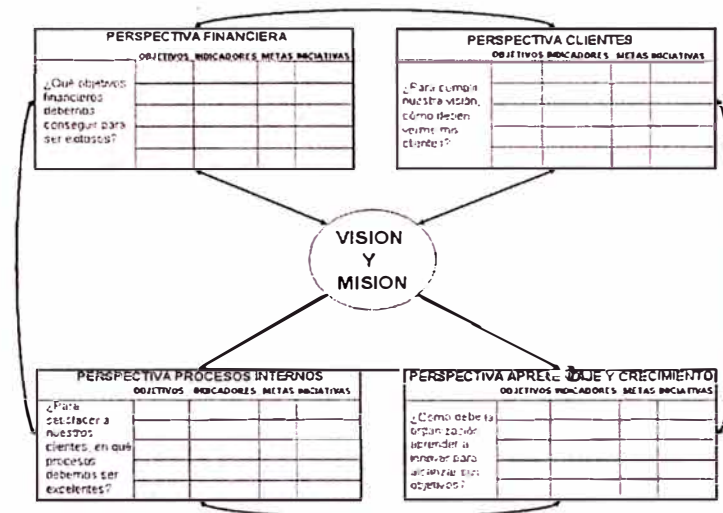 PERSPECTIVA FINANCIERA
OBJETIVOS INDICADORES METAS INICIATIVAS
¿Qué objetivos
financieros
debemos
conseguir para
ser exitosos?
PERSPECTIVA CLIENTES
OBJETIVOS INDICADORES METAS INICIATIVAS
¿Para cumplir
nuestra visión,
cómo deben
verme mis
clientes?
VISION
Y
MISION
PERSPECTIVA PROCESOS INTERNOS
OBJETIVOS INDICADORES METAS INICIATIVAS
¿Para
satisfacer a
nuestros
clientes, en qué
procesos
debemos ser
excelentes?
PERSPECTIVA Y CRECIMIENTO
OBJETIVOS INDICADORES METAS INICIATIVAS
¿Cómo debe la
organización
aprender a
innovar para
alcanzar sus
objetivos?